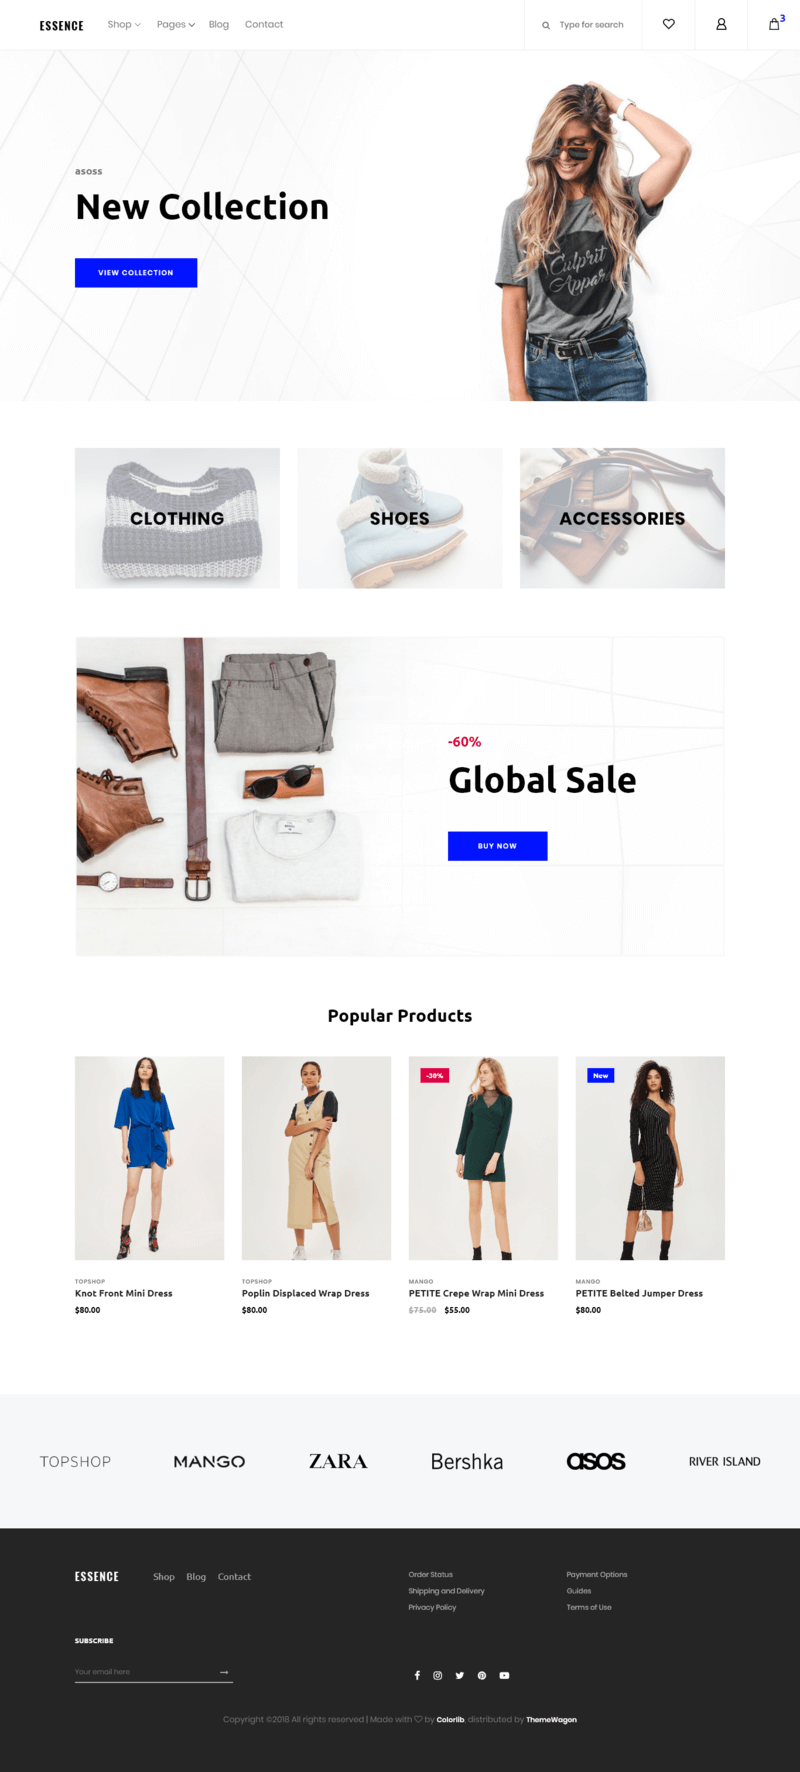 ESSENCE Shop Pages Blog Contact Type for search 3
asoss
New Collection
VIEW COLLECTION
Culprit
Appar
CLOTHING SHOES ACCESSORIES
-60%
Global Sale
BUY NOW
Popular Products
-30% New
TOPSHOP TOPSHOP MANGO MANGO
Knot Front Mini Dress Poplin Displaced Wrap Dress PETITE Crepe Wrap Mini Dress PETITE Belted Jumper Dress
$80.00 $80.00 $75.00 $55.00 $80.00
TOPSHOP MANGO ZARA Bershka asos RIVER ISLAND
ESSENCE Shop Blog Contact
Order Status Payment Options
Shipping and Delivery Guides
Privacy Policy Terms of Use
SUBSCRIBE
Your email here
Copyright ©2018 All rights reserved | Made with ♡ by Colorlib, distributed by ThemeWagon